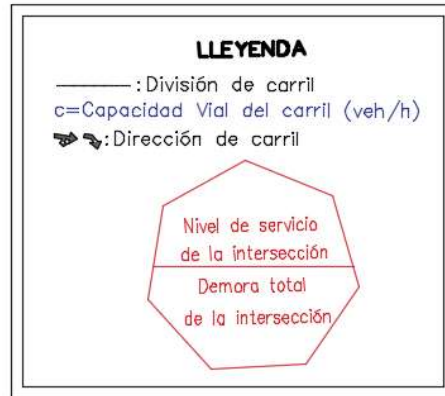 LLEYENDA
: División de carril
c=Capacidad Vial del carril (veh/h)
:Dirección de carril
Nivel de servicio
de la intersección
Demora total
de la intersección